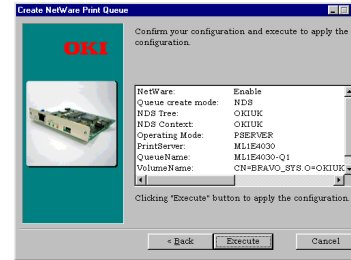 Create NetWare Print Queue
OKI
Confirm your configuration and execute to apply the
configuration.
NetWare: Enable
Queue create mode: NDS
NDS Tree: OKIUK
NDS Context: OKIUK
Operating Mode: PSERVER
PrintServer: ML1E4030
QueueName: ML1E4030-Q1
VolumeName: CN=BRAVO_SYS.O=OKIUK
Clicking "Execute" button to apply the configuration.
< Back Execute Cancel